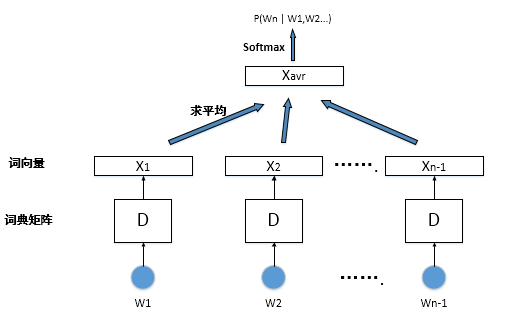 P(Wn | W1,W2...)
Softmax
Xavr
求平均
词向量
X1
X2
…….
Xn-1
词典矩阵
D
D
D
…….
W1
W2
Wn-1